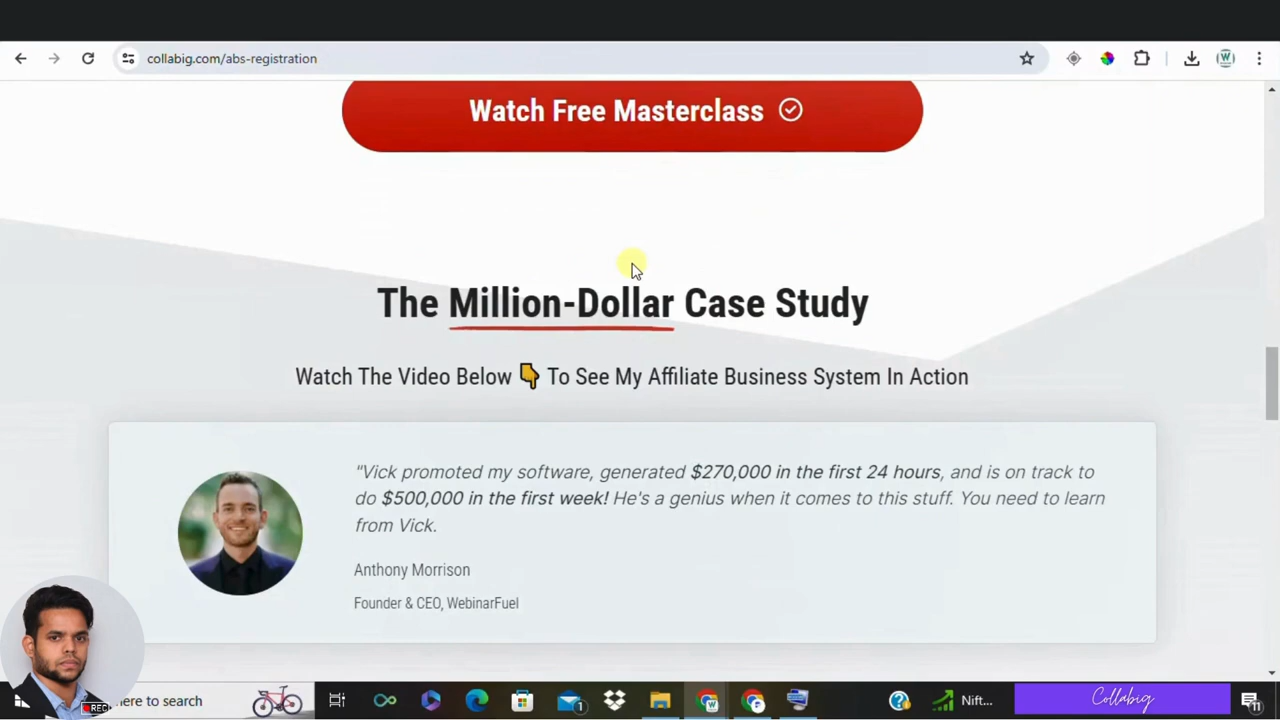 collabig.com/abs-registration
Watch Free Masterclass
The Million-Dollar Case Study
Watch The Video Below 👇 To See My Affiliate Business System In Action
"Vick promoted my software, generated $270,000 in the first 24 hours, and is on track to
do $500,000 in the first week! He's a genius when it comes to this stuff. You need to learn
from Vick.
Anthony Morrison
Founder & CEO, WebinarFuel
REC
here to search
1
Nift...
Collabig
11